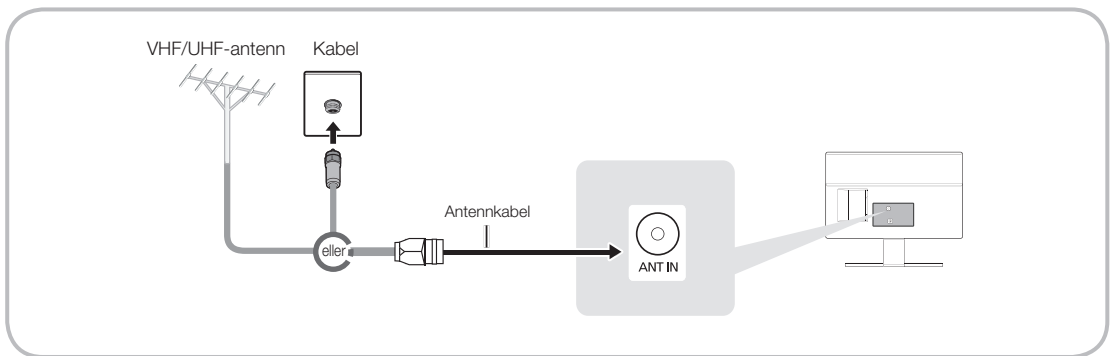 VHF/UHF-antenn
Kabel
Antennkabel
eller
ANT IN